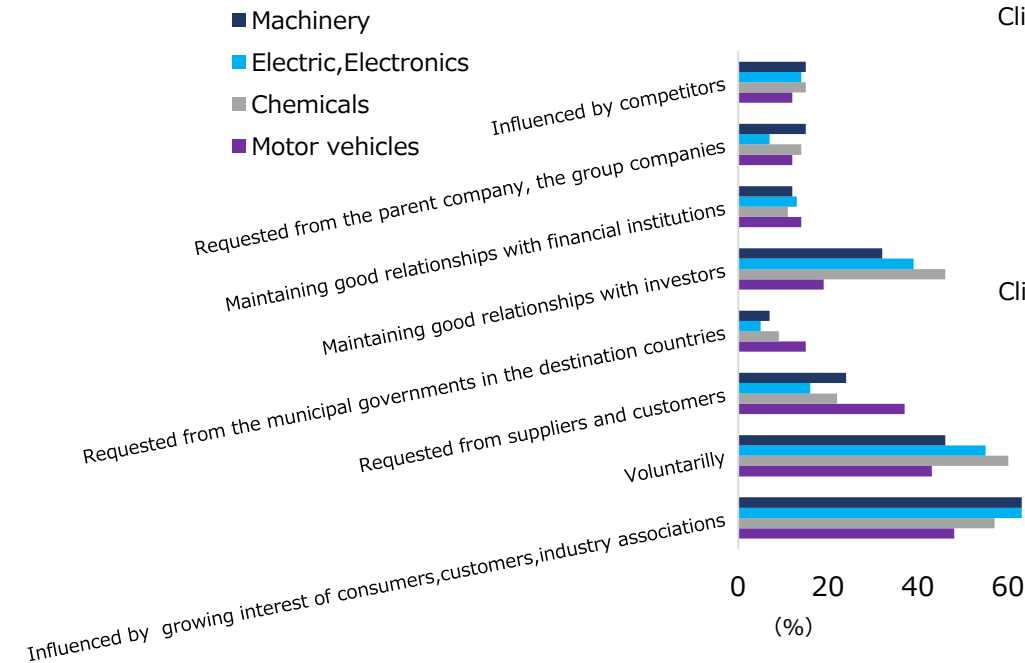 Machinery
Electric,Electronics
Chemicals
Motor vehicles
Cli
Influenced by competitors
Requested from the parent company, the group companies
Maintaining good relationships with financial institutions
Maintaining good relationships with investors
Cli
Requested from the municipal governments in the destination countries
Requested from suppliers and customers
Voluntarilly
Influenced by  growing interest of consumers,customers,industry associations
0 20 40 60
(%)